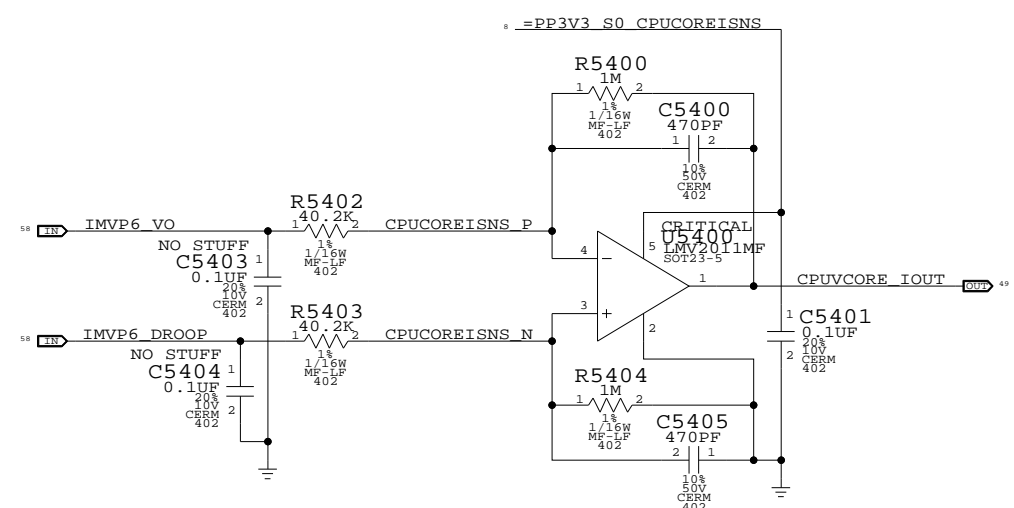 8 =PP3V3_S0_CPUCOREISNS
R5400
1M
1 2
1%
1/16W
MF-LF
402
C5400
470PF
1 2
10%
50V
CERM
402
58 IN IMVP6_VO
R5402
40.2K
1 2
1%
1/16W
MF-LF
402
CPUCOREISNS_P
NO STUFF
C5403
1
0.1UF
20%
10V
CERM
402
2
CRITICAL
U5400
LMV2011MF
SOT23-5
4 −
5
1
3 +
2
CPUVCORE_IOUT OUT 49
58 IN IMVP6_DROOP
R5403
40.2K
1 2
1%
1/16W
MF-LF
402
CPUCOREISNS_N
NO STUFF
C5404
1
0.1UF
20%
10V
CERM
402
2
1
C5401
0.1UF
20%
10V
CERM
402
2
R5404
1M
1 2
1%
1/16W
MF-LF
402
C5405
470PF
2 1
10%
50V
CERM
402